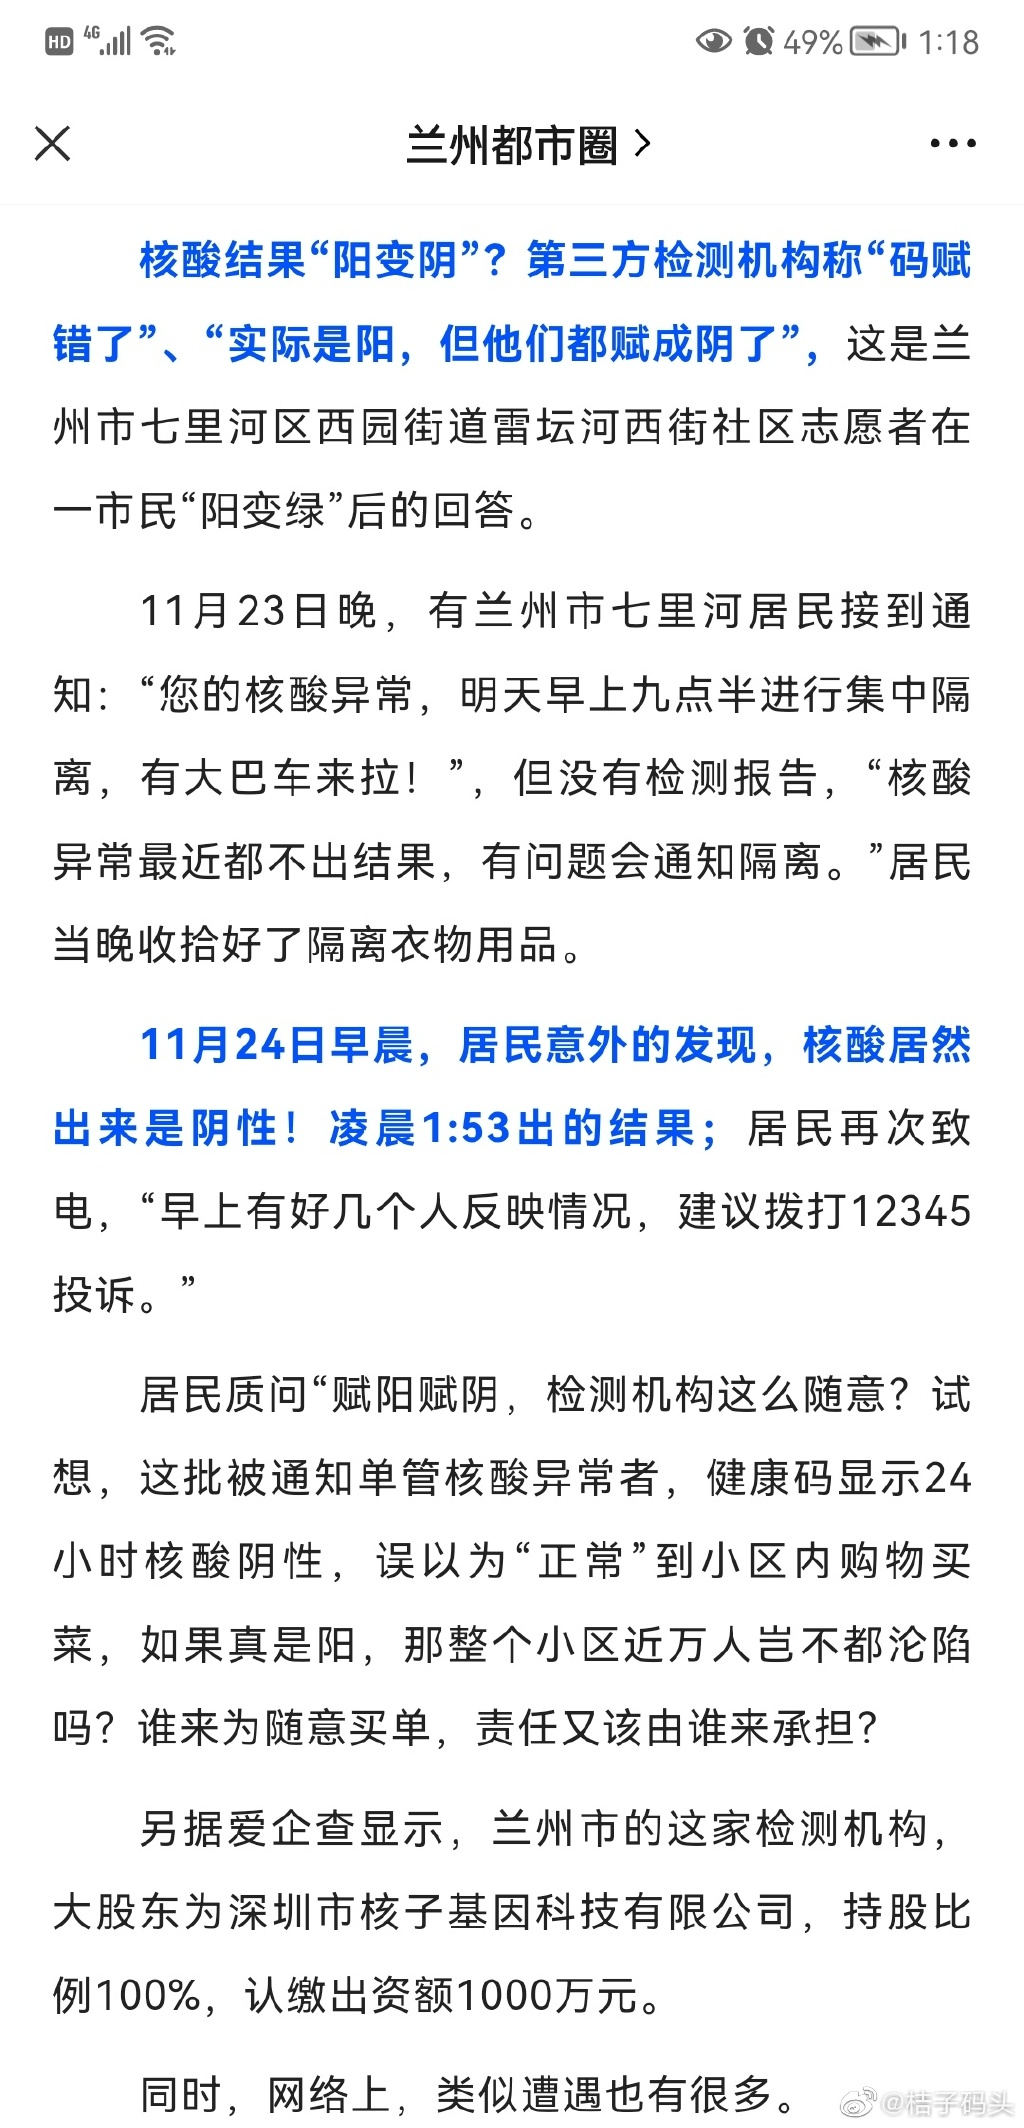 HD 4G 49% 1:18
兰州都市圈
核酸结果“阳变阴”？第三方检测机构称“码赋
错了”、“实际是阳，但他们都赋成阴了”，这是兰
州市七里河区西园街道雷坛河西街社区志愿者在
一市民“阳变绿”后的回答。
11月23日晚，有兰州市七里河居民接到通
知：“您的核酸异常，明天早上九点半进行集中隔
离，有大巴车来拉！”，但没有检测报告，“核酸
异常最近都不出结果，有问题会通知隔离。”居民
当晚收拾好了隔离衣物用品。
11月24日早晨，居民意外的发现，核酸居然
出来是阴性！凌晨1:53出的结果；居民再次致
电，“早上有好几个人反映情况，建议拨打12345
投诉。”
居民质问“赋阳赋阴，检测机构这么随意？试
想，这批被通知单管核酸异常者，健康码显示24
小时核酸阴性，误以为“正常”到小区内购物买
菜，如果真是阳，那整个小区近万人岂不都沦陷
吗？谁来为随意买单，责任又该由谁来承担？
另据爱企查显示，兰州市的这家检测机构，
大股东为深圳市核子基因科技有限公司，持股比
例100%，认缴出资额1000万元。
同时，网络上，类似遭遇也有很多。
@桔子码头